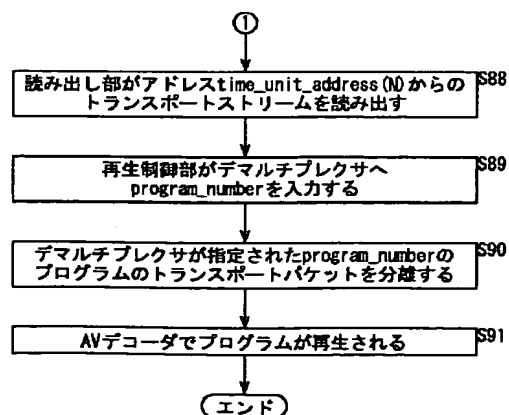 ①
読み出し部がアドレスtime_unit_address(N)からの
トランスポートストリームを読み出す
S88
再生制御部がデマルチプレクサへ
program_numberを入力する
S89
デマルチプレクサが指定されたprogram_numberの
プログラムのトランスポートパケットを分離する
S90
AVデコーダでプログラムが再生される
S91
エンド